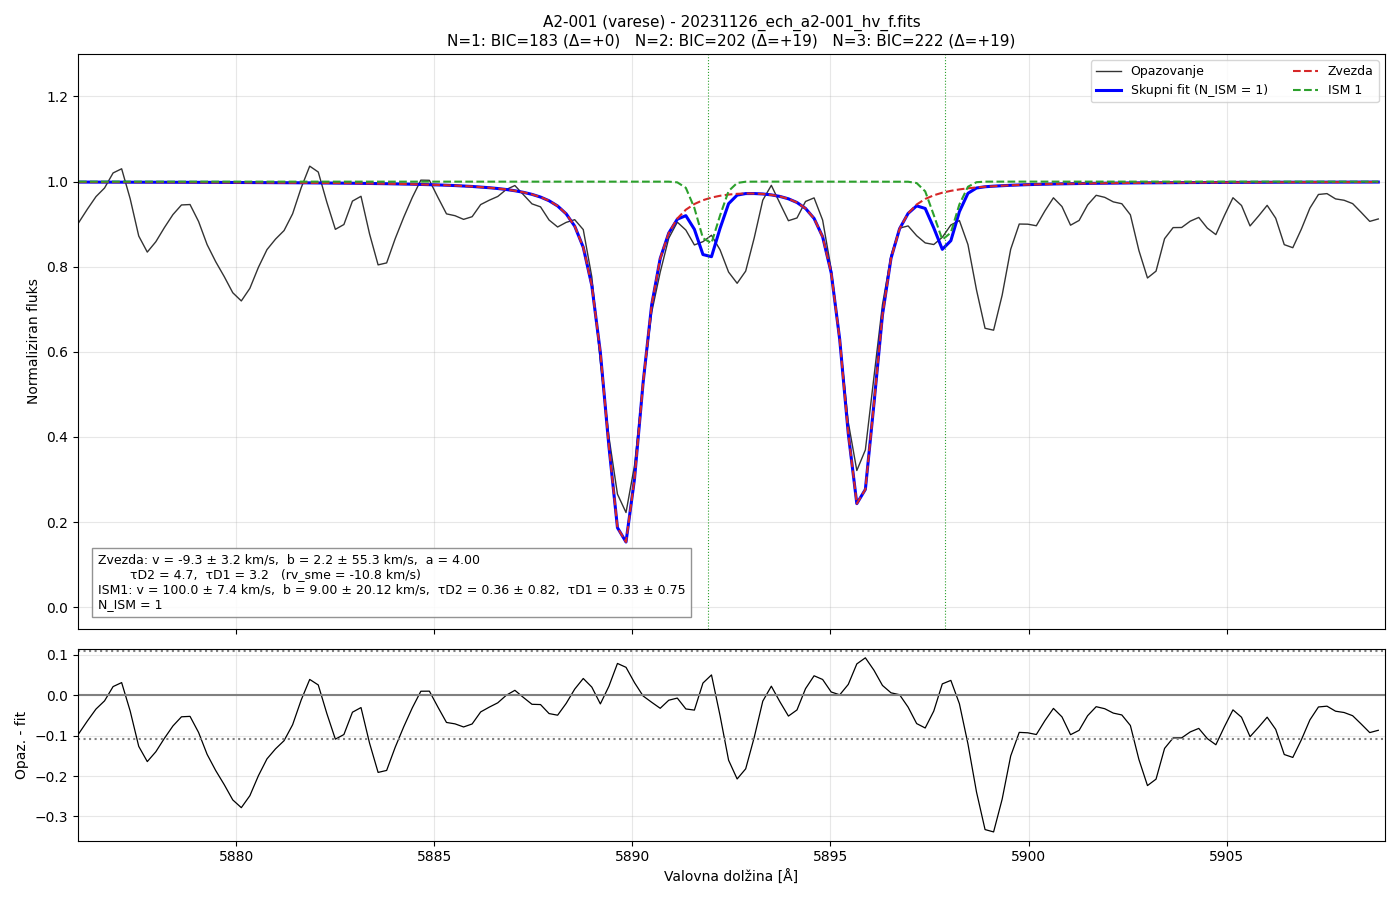 A2-001 (varese) - 20231126_ech_a2-001_hv_f.fits
N=1: BIC=183 (Δ=+0)   N=2: BIC=202 (Δ=+19)   N=3: BIC=222 (Δ=+19)
Opazovanje
Skupni fit (N_ISM = 1)
Zvezda
ISM 1
Normaliziran fluks
1.2
1.0
0.8
0.6
0.4
0.2
0.0
Zvezda: v = -9.3 ± 3.2 km/s,  b = 2.2 ± 55.3 km/s,  a = 4.00
τD2 = 4.7,  τD1 = 3.2   (rv_sme = -10.8 km/s)
ISM1: v = 100.0 ± 7.4 km/s,  b = 9.00 ± 20.12 km/s,  τD2 = 0.36 ± 0.82,  τD1 = 0.33 ± 0.75
N_ISM = 1
Opaz. - fit
0.1
0.0
−0.1
−0.2
−0.3
5880
5885
5890
5895
5900
5905
Valovna dolžina [Å]